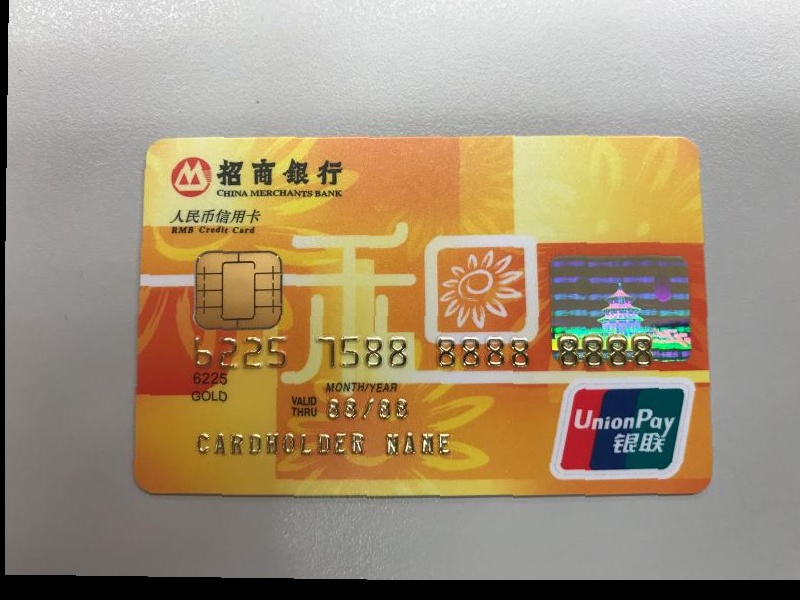 招商银行
CHINA MERCHANTS BANK
人民币信用卡
RMB Credit Card
6225 7588 8888 8888
6225
GOLD
MONTH/YEAR
VALID THRU 88/88
CARDHOLDER NAME
UnionPay
银联